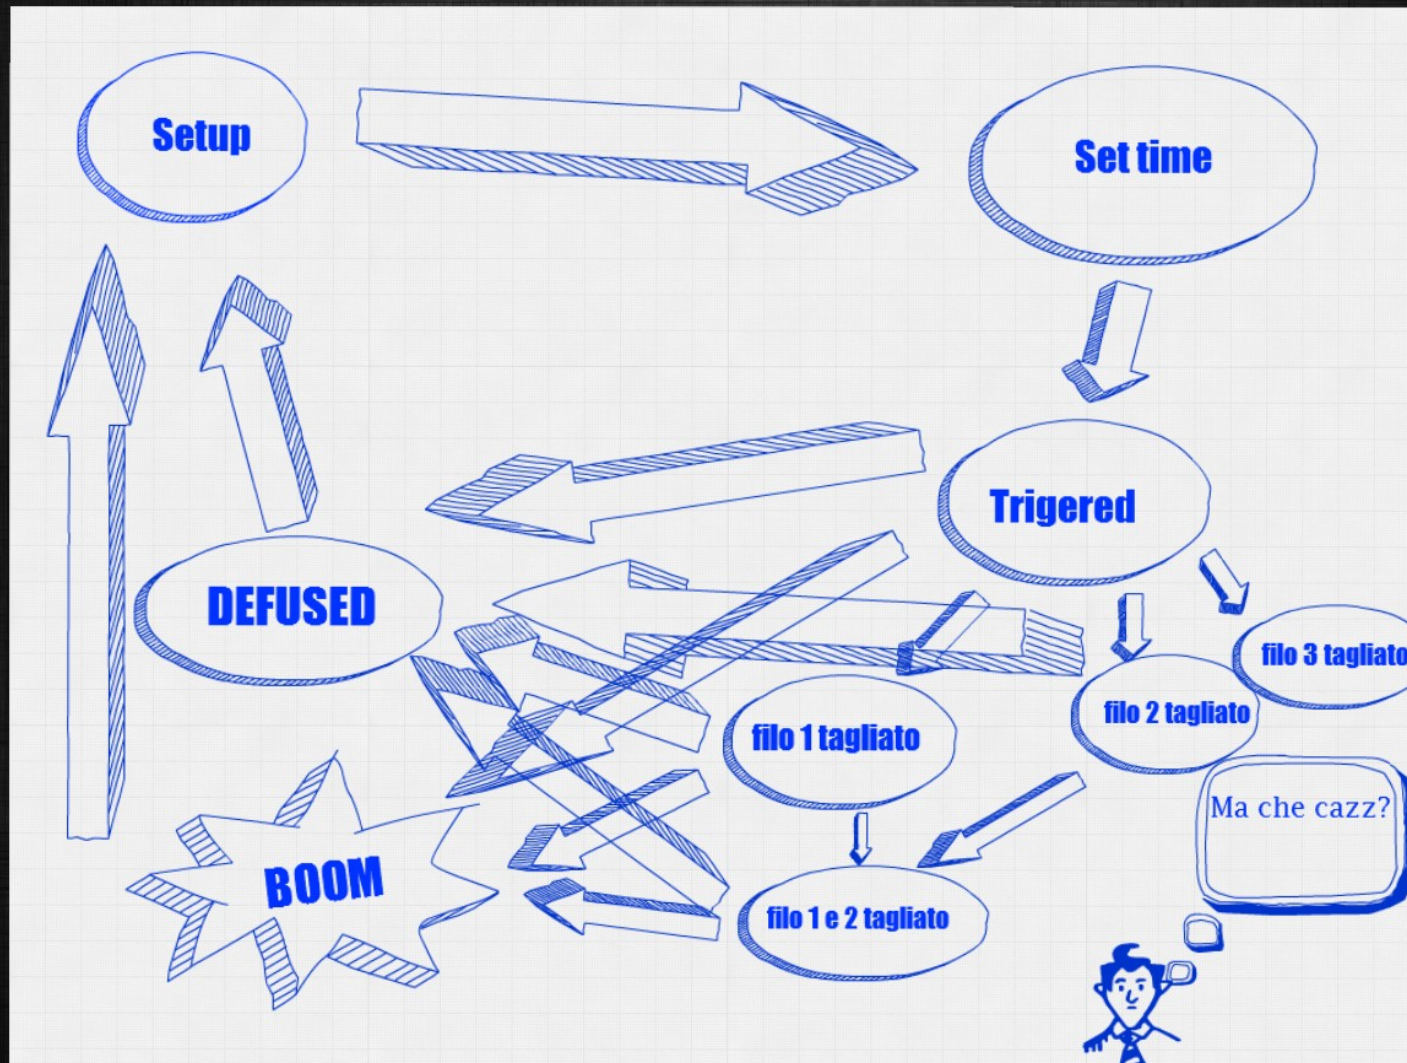 Setup
Set time
Trigered
DEFUSED
filo 3 tagliato
filo 2 tagliato
filo 1 tagliato
Ma che cazz?
BOOM
filo 1 e 2 tagliato